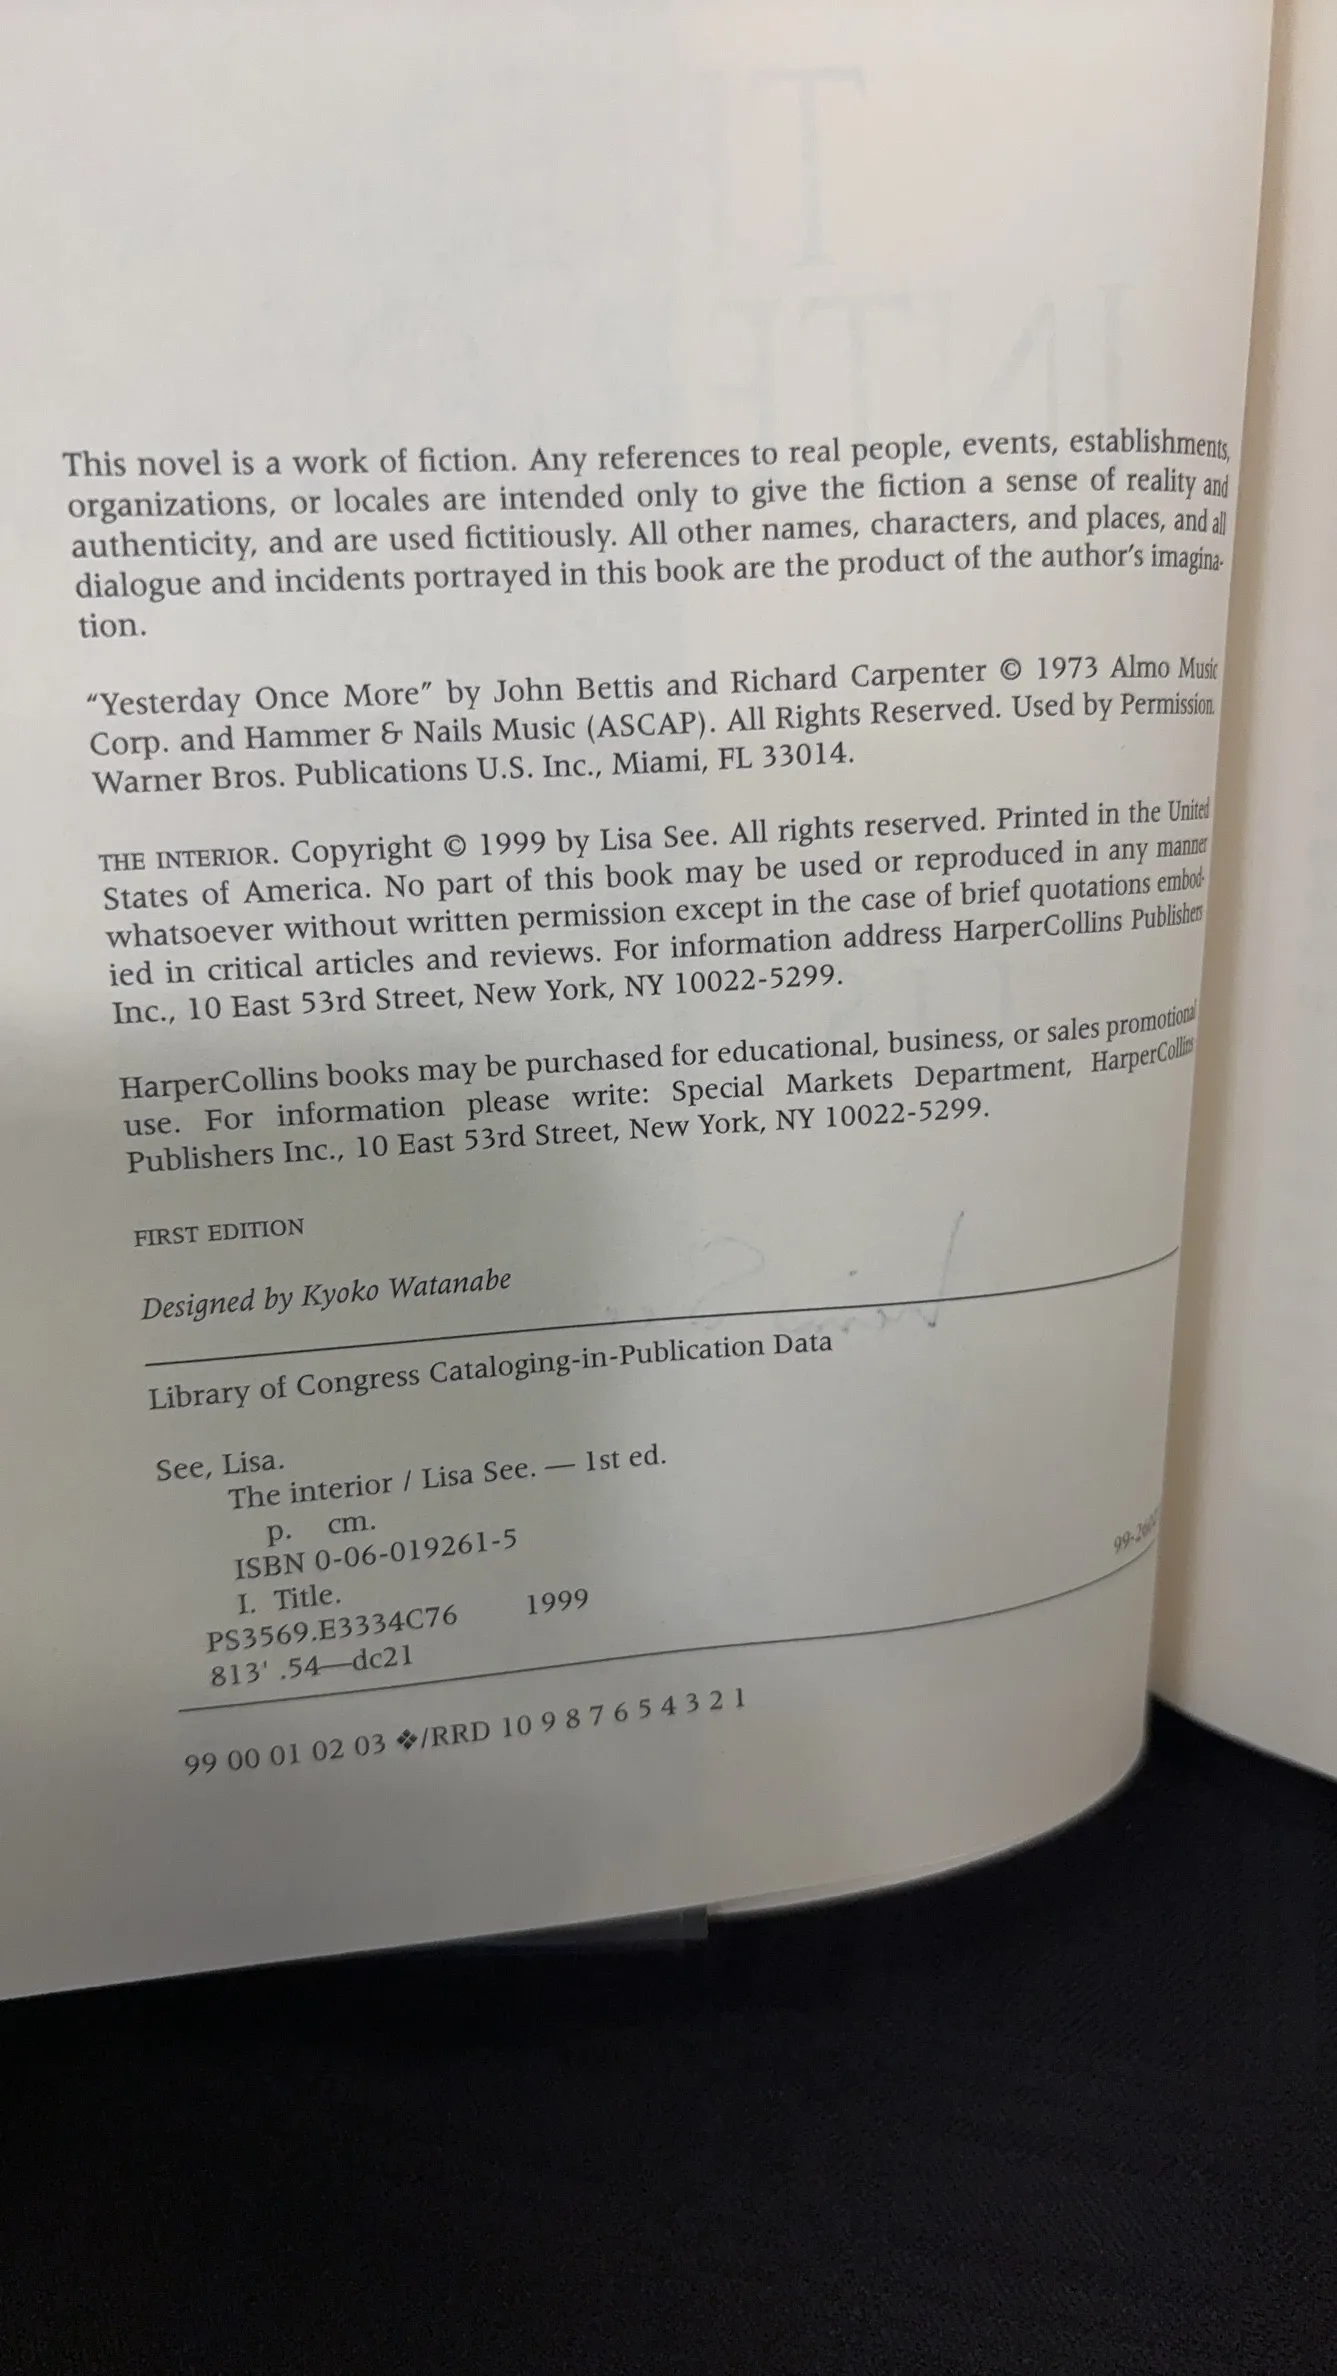 This novel is a work of fiction. Any references to real people, events, establishments,
organizations, or locales are intended only to give the fiction a sense of reality and
authenticity, and are used fictitiously. All other names, characters, and places, and all
dialogue and incidents portrayed in this book are the product of the author's imagina-
tion.
“Yesterday Once More” by John Bettis and Richard Carpenter © 1973 Almo Music
Corp. and Hammer & Nails Music (ASCAP). All Rights Reserved. Used by Permission.
Warner Bros. Publications U.S. Inc., Miami, FL 33014.
THE INTERIOR. Copyright © 1999 by Lisa See. All rights reserved. Printed in the United
States of America. No part of this book may be used or reproduced in any manner
whatsoever without written permission except in the case of brief quotations embod-
ied in critical articles and reviews. For information address HarperCollins Publishers
Inc., 10 East 53rd Street, New York, NY 10022-5299.
HarperCollins books may be purchased for educational, business, or sales promotional
use. For information please write: Special Markets Department, HarperCollins
Publishers Inc., 10 East 53rd Street, New York, NY 10022-5299.
FIRST EDITION
Designed by Kyoko Watanabe
Library of Congress Cataloging-in-Publication Data
See, Lisa.
The interior / Lisa See. — 1st ed.
p. cm.
ISBN 0-06-019261-5
I. Title.
PS3569.E3334C76 1999
813' .54—dc21
99 00 01 02 03 ❖/RRD 10 9 8 7 6 5 4 3 2 1